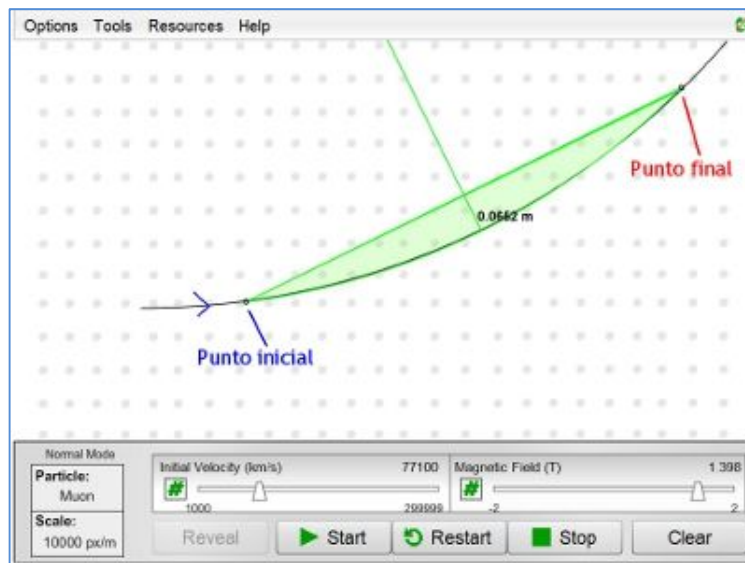 Options Tools Resources Help
Punto final
0.0652 m
Punto inicial
Normal Mode
Particle:
Muon
Scale:
10000 px/m
Initial Velocity (km/s) 77100
#
1000 299999
Magnetic Field (T) 1.398
#
-2 2
Reveal
Start
Restart
Stop
Clear